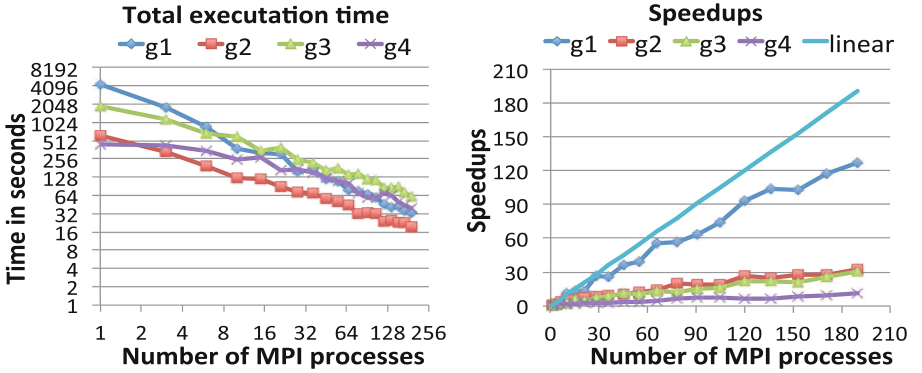 Total executation time
g1 g2 g3 g4
8192
4096
2048
1024
512
256
128
64
32
16
8
4
2
1
Time in seconds
1 2 4 8 16 32 64 128 256
Number of MPI processes
Speedups
g1 g2 g3 g4 linear
210
180
150
120
90
60
30
0
Speedups
0 30 60 90 120 150 180 210
Number of MPI processes